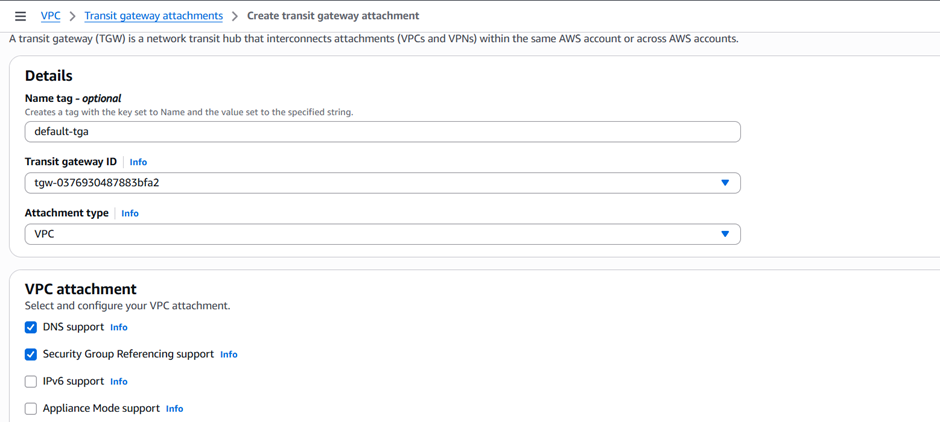 VPC > Transit gateway attachments > Create transit gateway attachment
A transit gateway (TGW) is a network transit hub that interconnects attachments (VPCs and VPNs) within the same AWS account or across AWS accounts.
Details
Name tag - optional
Creates a tag with the key set to Name and the value set to the specified string.
default-tga
Transit gateway ID Info
tgw-0376930487883bfa2
Attachment type Info
VPC
VPC attachment
Select and configure your VPC attachment.
DNS support Info
Security Group Referencing support Info
IPv6 support Info
Appliance Mode support Info